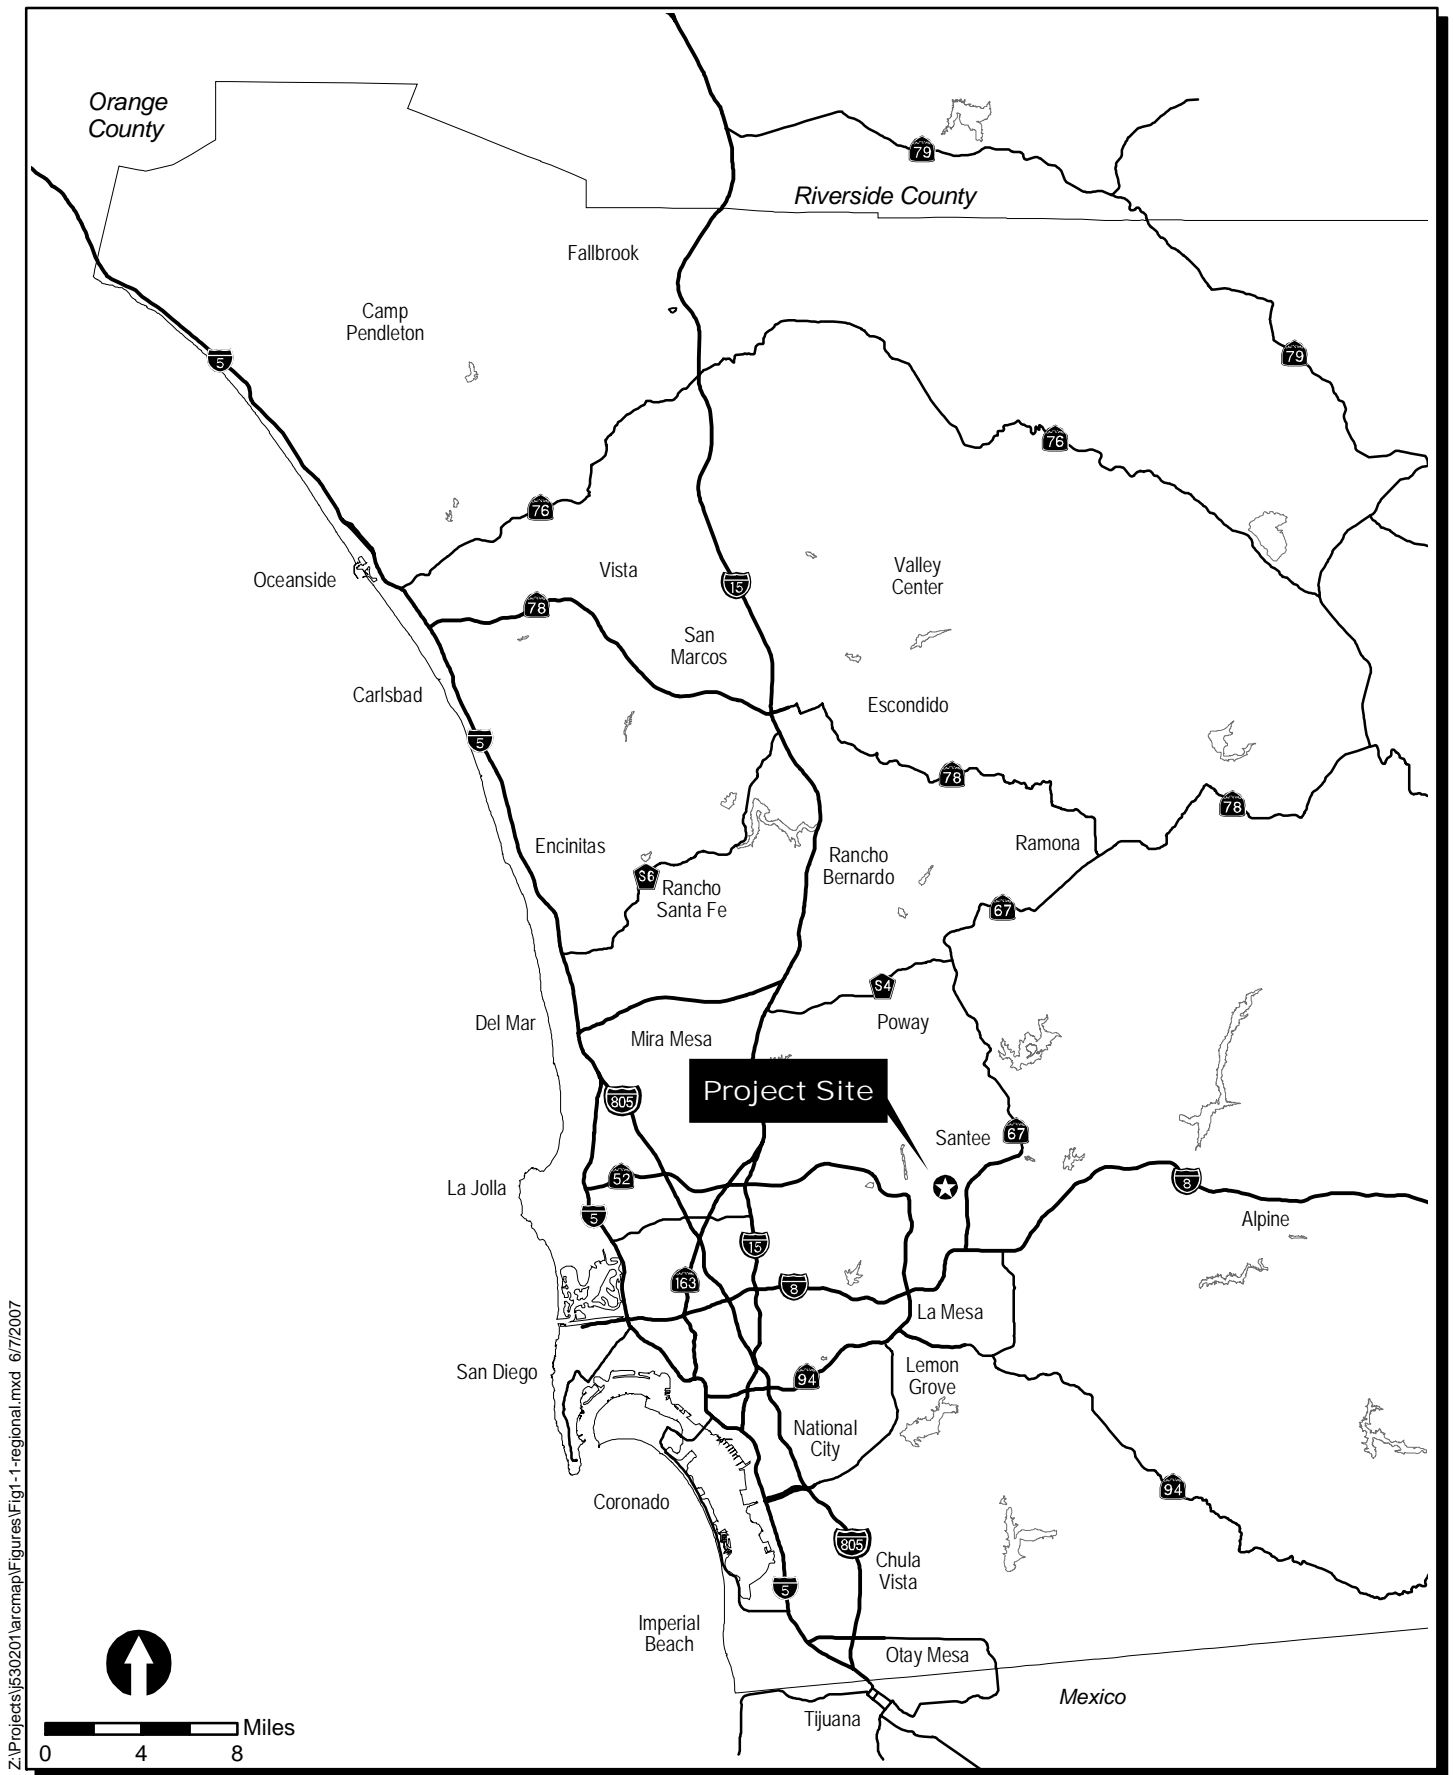 Orange
County
79
Riverside County
Fallbrook
Camp
Pendleton
5
79
76
76
Oceanside
Vista
15
Valley
Center
78
San
Marcos
Carlsbad
Escondido
5
78
78
Encinitas
Ramona
Rancho
Bernardo
S6
Rancho
Santa Fe
67
S4
Del Mar
Poway
Mira Mesa
Project Site
805
Santee
67
52
La Jolla
8
5
Alpine
15
163
8
La Mesa
San Diego
Lemon
Grove
94
National
City
Coronado
94
805
Chula
Vista
5
Imperial
Beach
Otay Mesa
Mexico
Tijuana
Miles
0 4 8
Z:\Projects\j530201\arcmap\Figures\Fig1-1-regional.mxd 6/7/2007